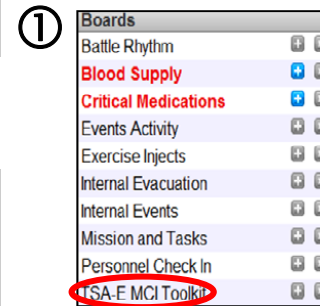 ①
Boards
Battle Rhythm
Blood Supply
Critical Medications
Events Activity
Exercise Injects
Internal Evacuation
Internal Events
Mission and Tasks
Personnel Check In
TSA-E MCI Toolkit